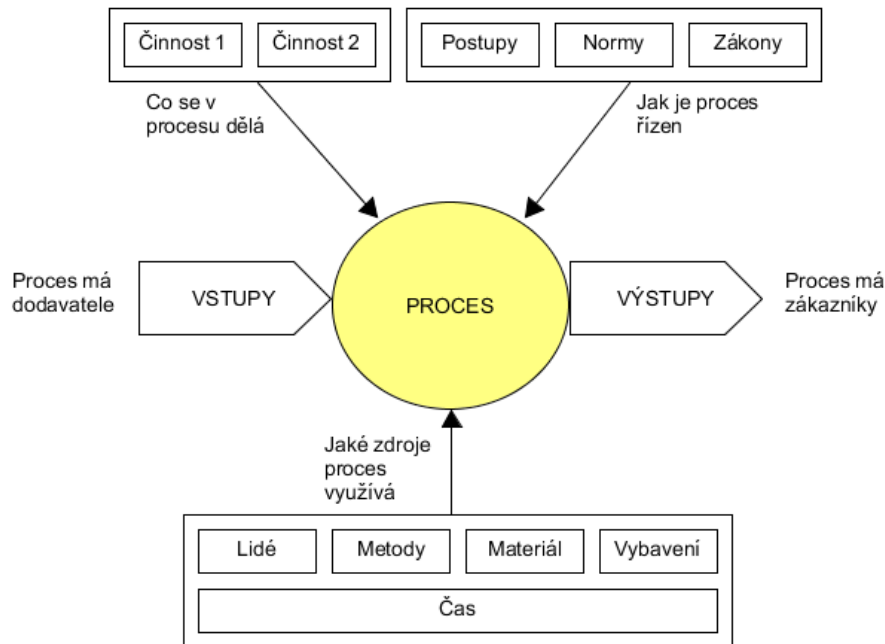 Činnost 1
Činnost 2
Postupy
Normy
Zákony
Co se v
procesu dělá
Jak je proces
řízen
Proces má
dodavatele
VSTUPY
PROCES
VÝSTUPY
Proces má
zákazníky
Jaké zdroje
proces
využívá
Lidé
Metody
Materiál
Vybavení
Čas